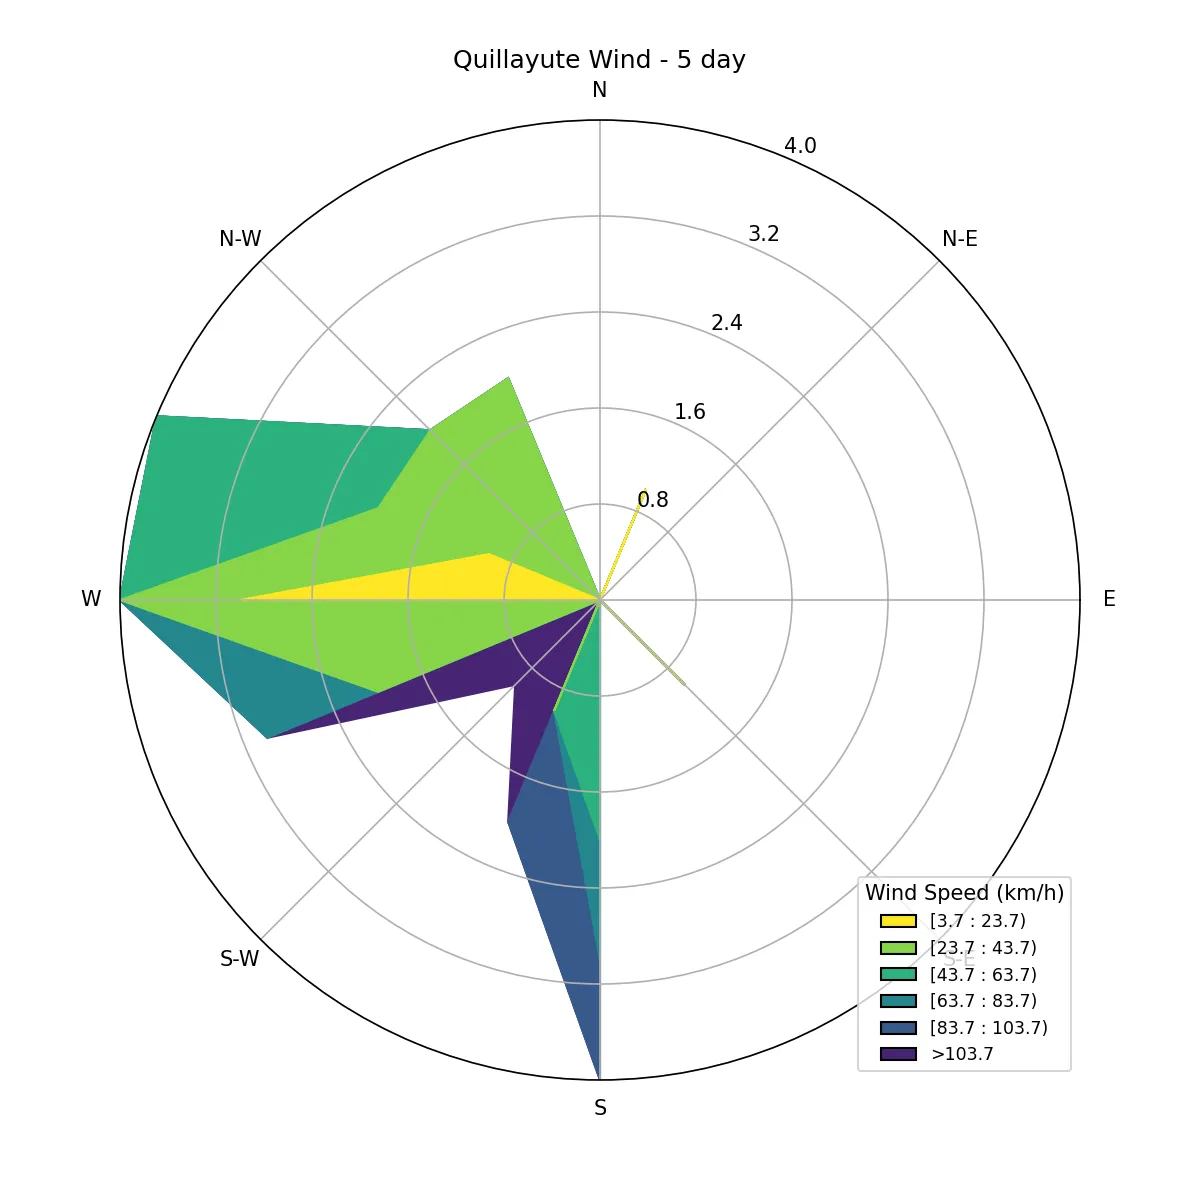 Quillayute Wind - 5 day
N
4.0
N-W
3.2
N-E
2.4
1.6
0.8
W
E
S-W
S-E
S
Wind Speed (km/h)
[3.7 : 23.7)
[23.7 : 43.7)
[43.7 : 63.7)
[63.7 : 83.7)
[83.7 : 103.7)
>103.7